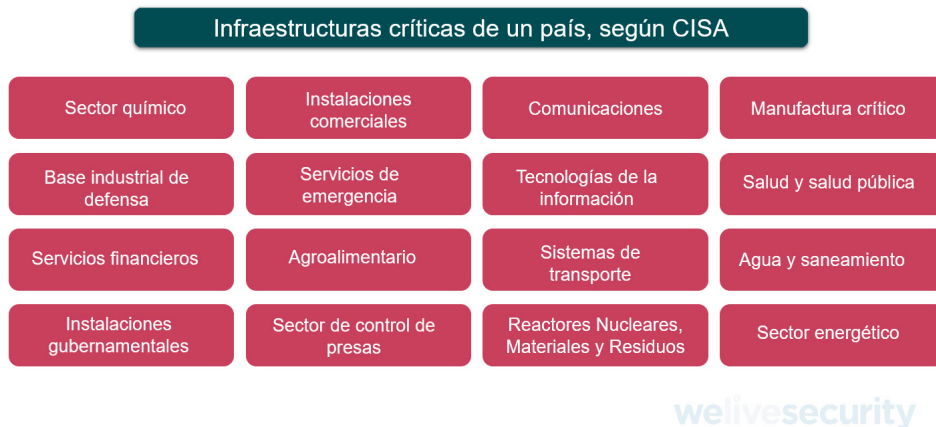 Infraestructuras críticas de un país, según CISA
Sector químico
Instalaciones
comerciales
Comunicaciones
Manufactura crítico
Base industrial de
defensa
Servicios de
emergencia
Tecnologías de la
información
Salud y salud pública
Servicios financieros
Agroalimentario
Sistemas de
transporte
Agua y saneamiento
Instalaciones
gubernamentales
Sector de control de
presas
Reactores Nucleares,
Materiales y Residuos
Sector energético
welivesecurity